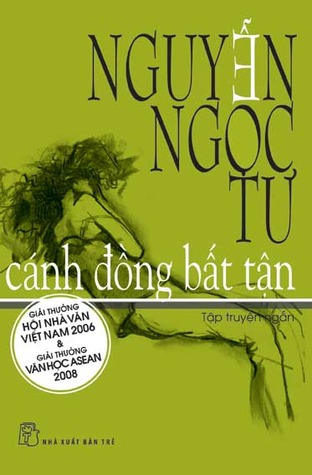 NGUYỄN
NGỌC
TƯ
cánh đồng bất tận
Tập truyện ngắn
GIẢI THƯỞNG
HỘI NHÀ VĂN
VIỆT NAM 2006
&
GIẢI THƯỞNG
VĂN HỌC ASEAN
2008
NHÀ XUẤT BẢN TRẺ